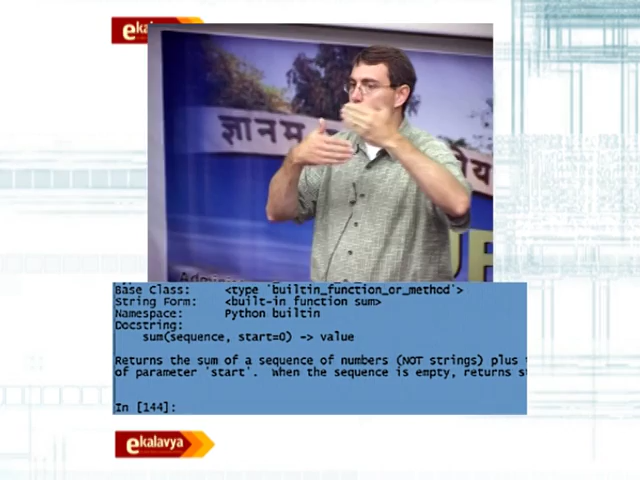 eka
ज्ञानम
ीय
Base Class: <type 'builtin_function_or_method'>
String Form: <built-in function sum>
Namespace: Python builtin
Docstring:
sum(sequence, start=0) -> value
Returns the sum of a sequence of numbers (NOT strings) plus
of parameter 'start'. When the sequence is empty, returns
In [144]:
ekalavya